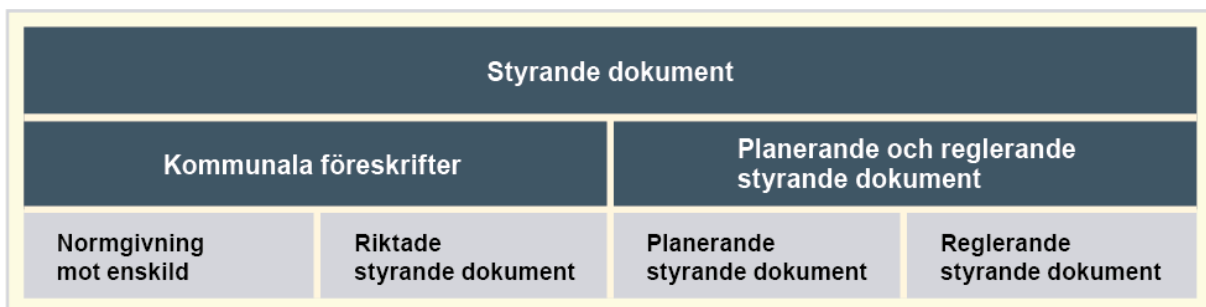 Styrande dokument
Kommunala föreskrifter
Planerande och reglerande
styrande dokument
Normgivning
mot enskild
Riktade
styrande dokument
Planerande
styrande dokument
Reglerande
styrande dokument